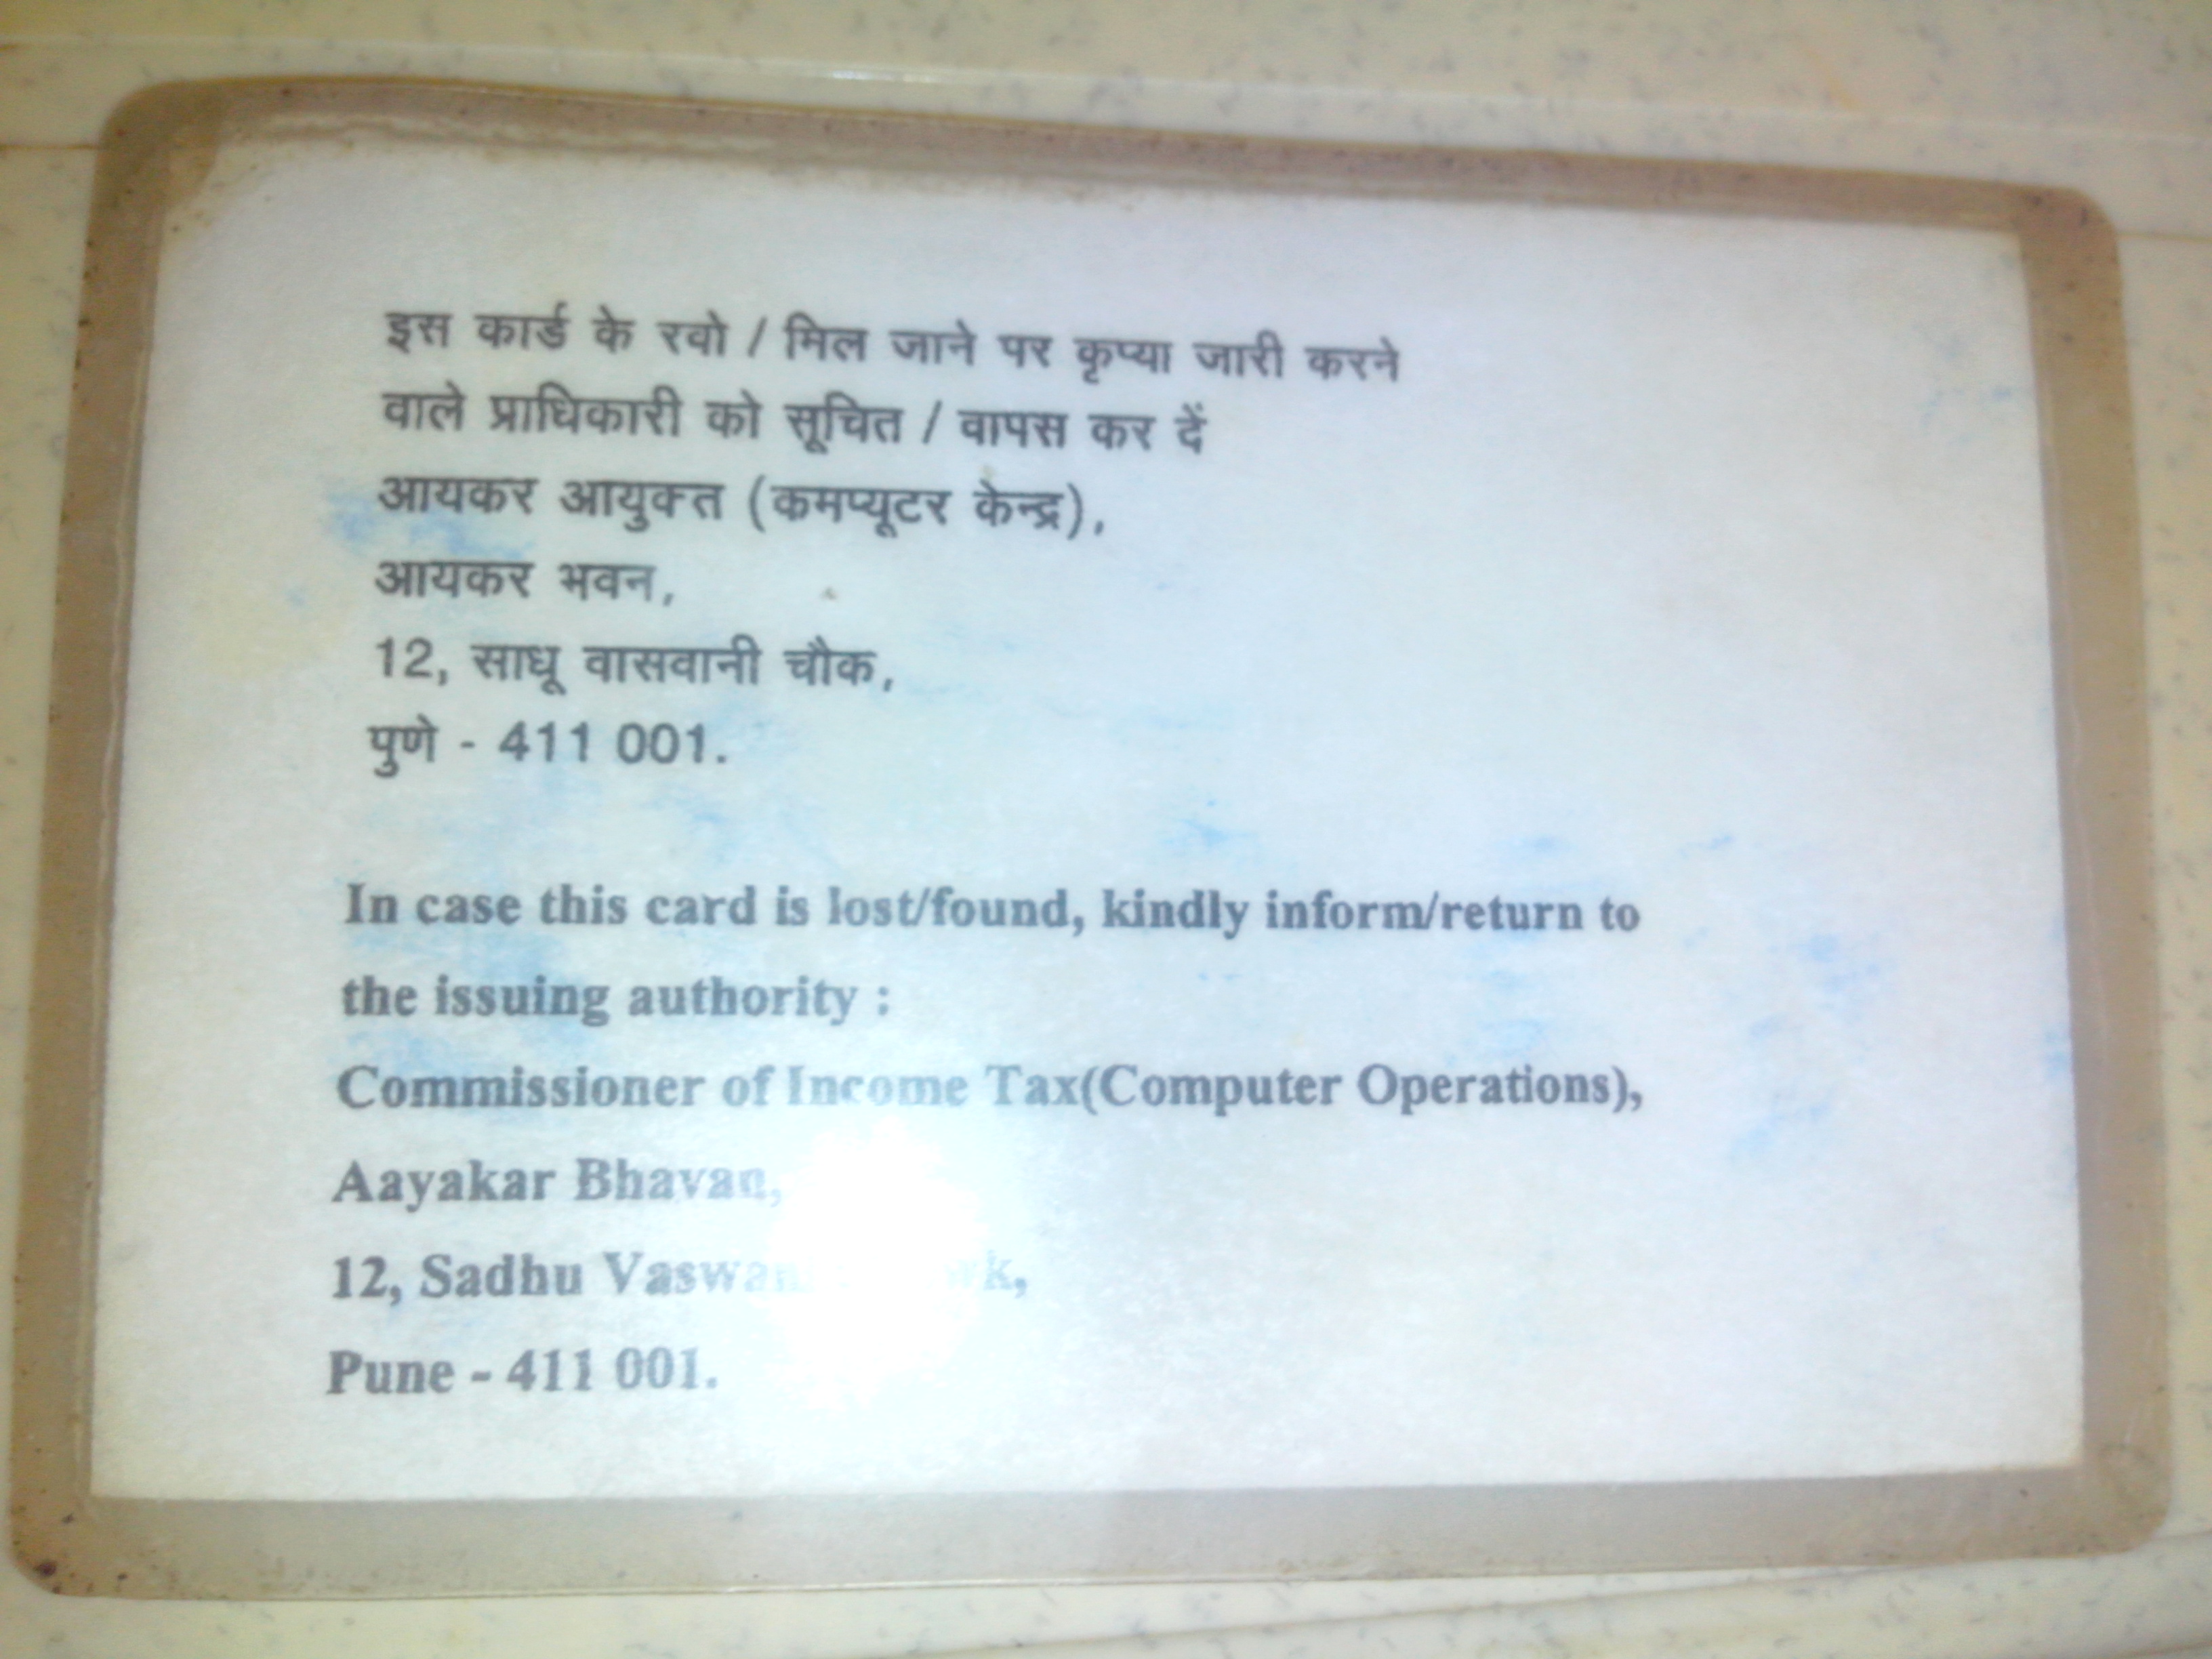 इस कार्ड के रवो / मिल जाने पर कृप्या जारी करने
वाले प्राधिकारी को सूचित / वापस कर दें
आयकर आयुक्त (कमप्यूटर केन्द्र),
आयकर भवन,
12, साधू वासवानी चौक,
पुणे - 411 001.
In case this card is lost/found, kindly inform/return to
the issuing authority :
Commissioner of Income Tax(Computer Operations),
Aayakar Bhavan,
12, Sadhu
Pune - 411 001.